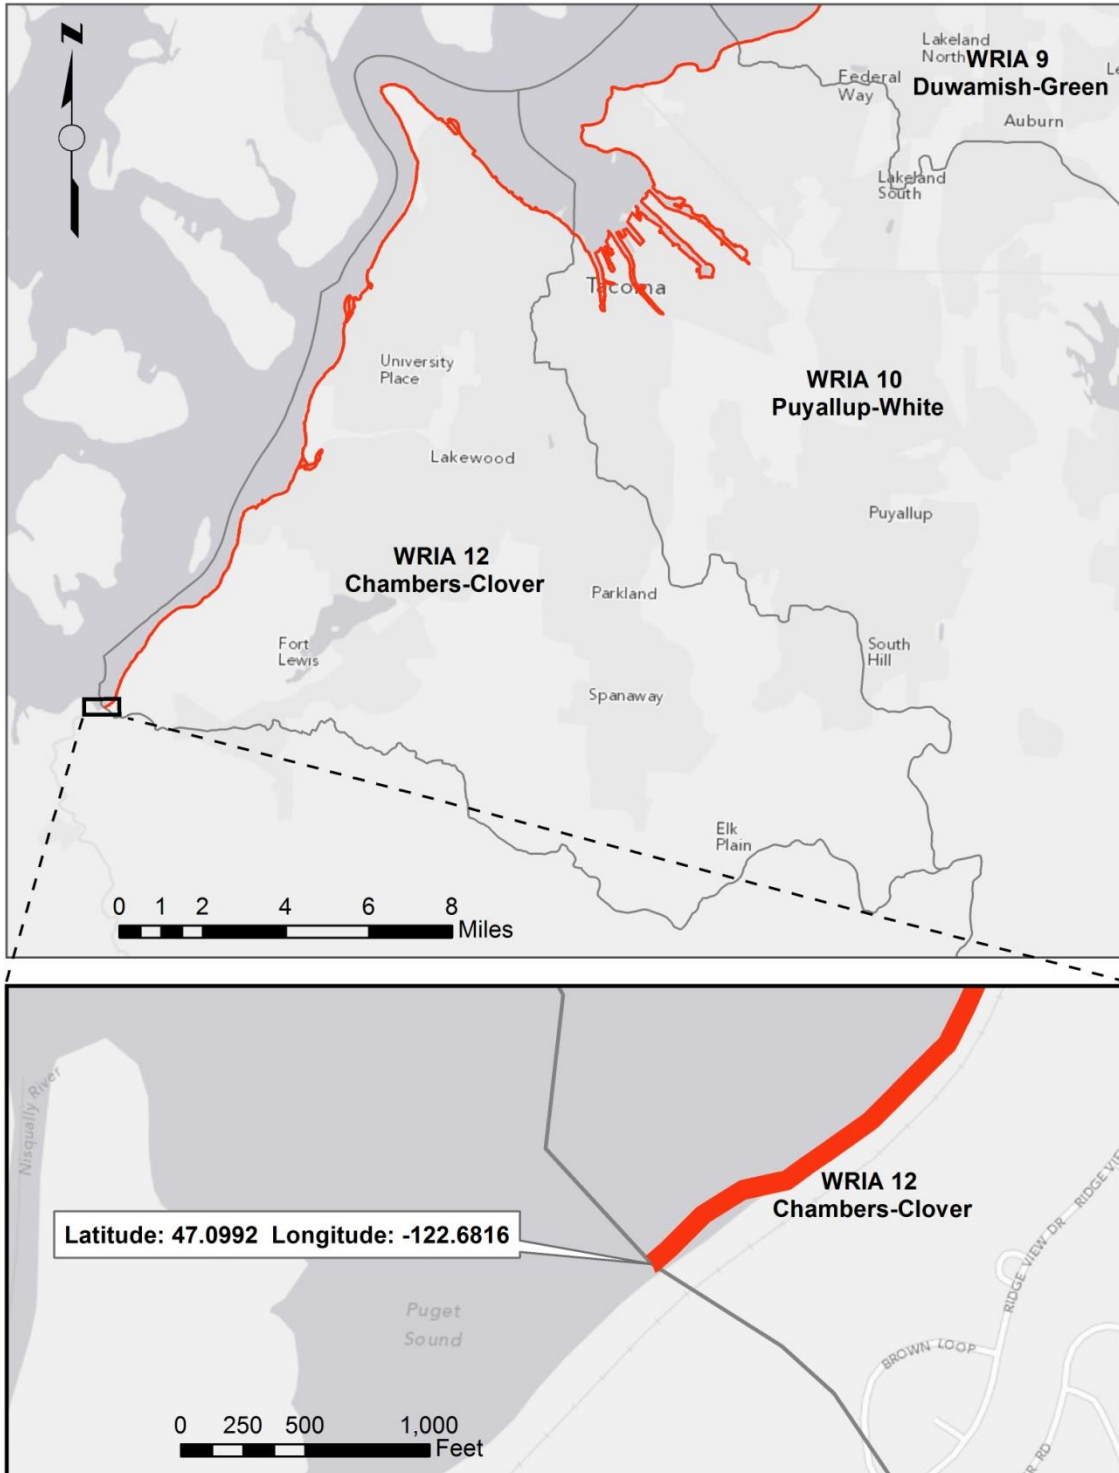 N
Lakeland
North
WRIA 9
Duwamish-Green
Federal
Way
Auburn
Lakeland
South
Tacoma
University
Place
WRIA 10
Puyallup-White
Lakewood
Puyallup
WRIA 12
Chambers-Clover
Parkland
Fort
Lewis
South
Hill
Spanaway
Elk
Plain
0 1 2 4 6 8
Miles
Nisqually River
WRIA 12
Chambers-Clover
Latitude: 47.0992 Longitude: -122.6816
Puget
Sound
RIDGE VIEW DR
BROWN LOOP
0 250 500 1,000
Feet